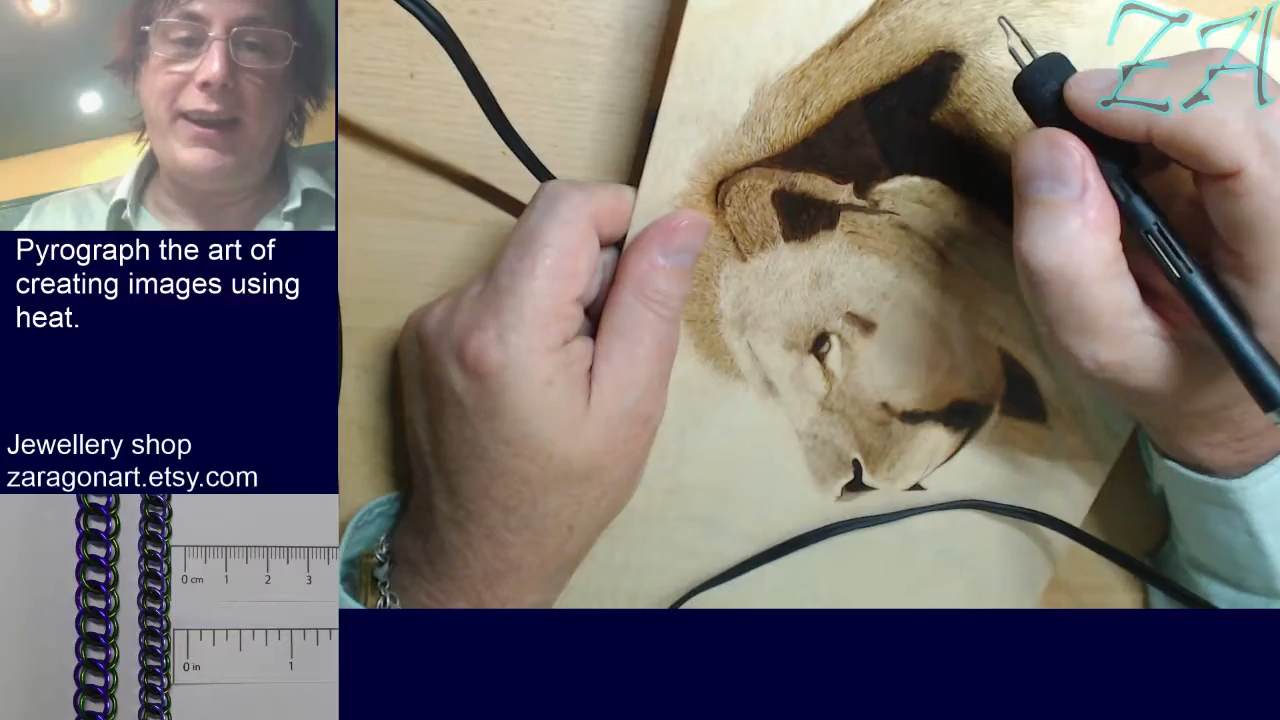 ZA
Pyrograph the art of
creating images using
heat.
Jewellery shop
zaragonart.etsy.com
0 cm 1 2 3
0 in 1